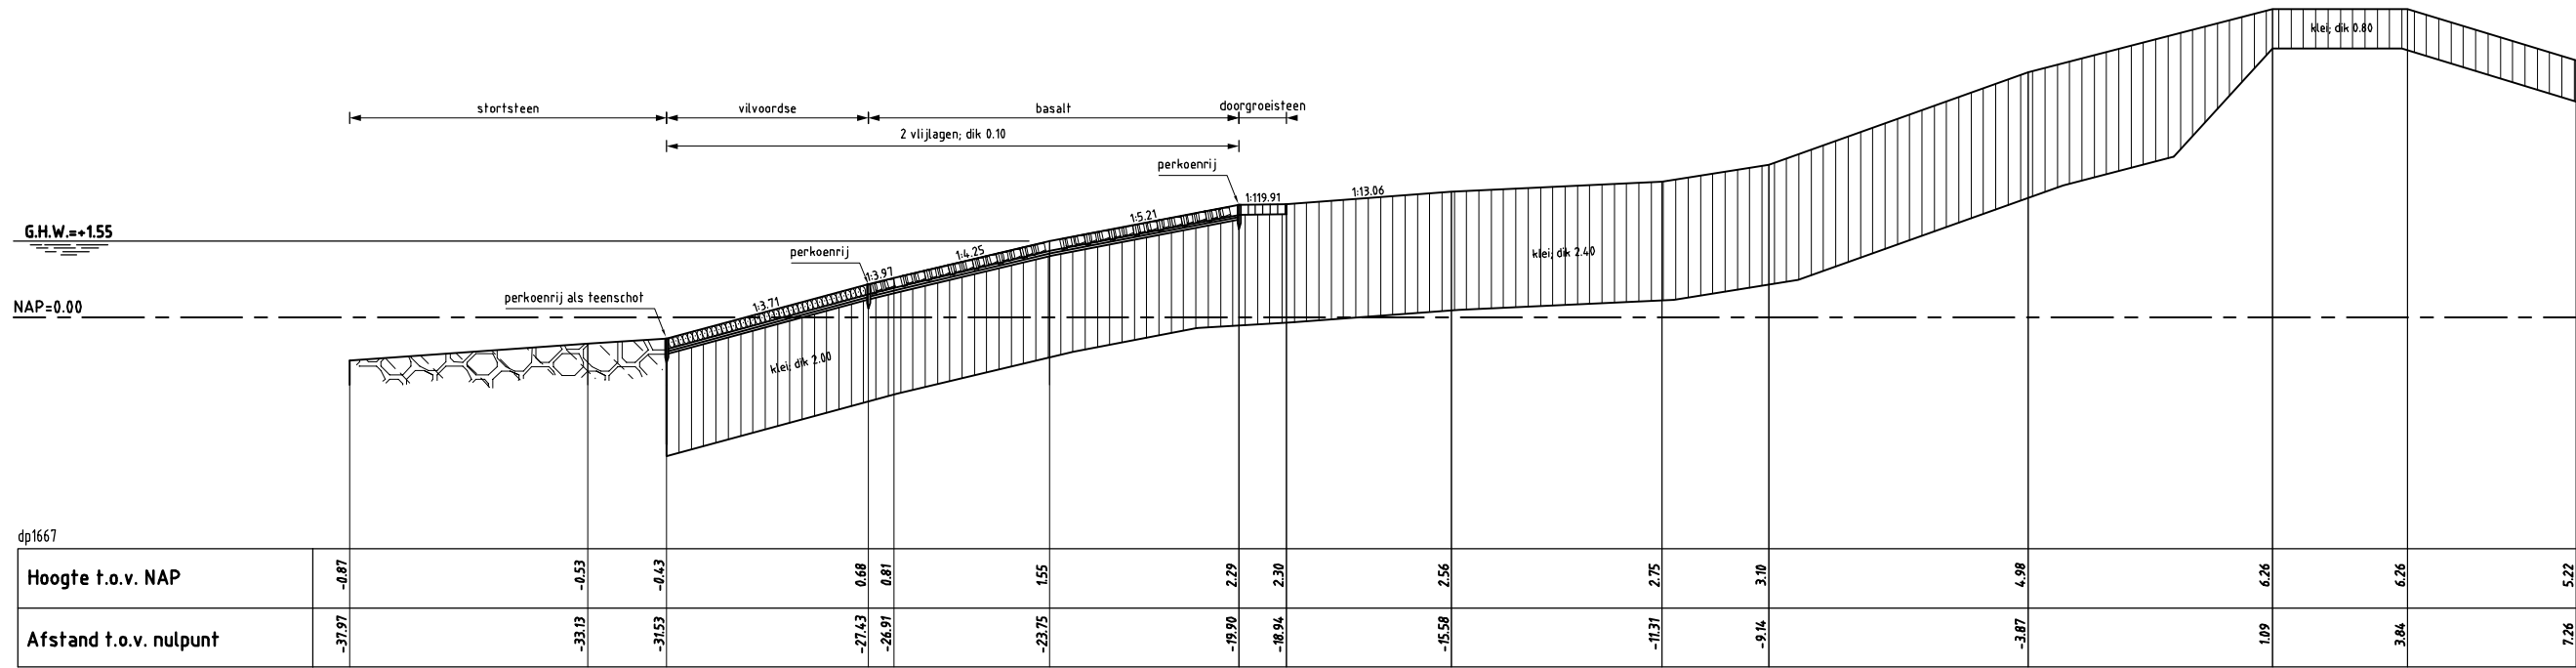 klei; dik 0.80
stortsteen
vilvoordse
basalt
doorgroeisteen
2 vlijlagen; dik 0.10
perkoenrij
1:119.91
1:13.06
1:5.21
G.H.W.=+1.55
perkoenrij
1:4.25
klei; dik 2.40
1:3.97
perkoenrij als teenschot
1:3.71
NAP=0.00
klei; dik 2.00
dp1667
Hoogte t.o.v. NAP -0.87 -0.53 -0.43 0.68 0.81 1.55 2.29 2.30 2.56 2.75 3.10 4.98 6.26 6.26 5.22
Afstand t.o.v. nulpunt -37.97 -33.13 -31.53 -27.43 -26.91 -23.75 -19.90 -18.94 -15.58 -11.31 -9.14 -3.87 1.09 3.84 7.26